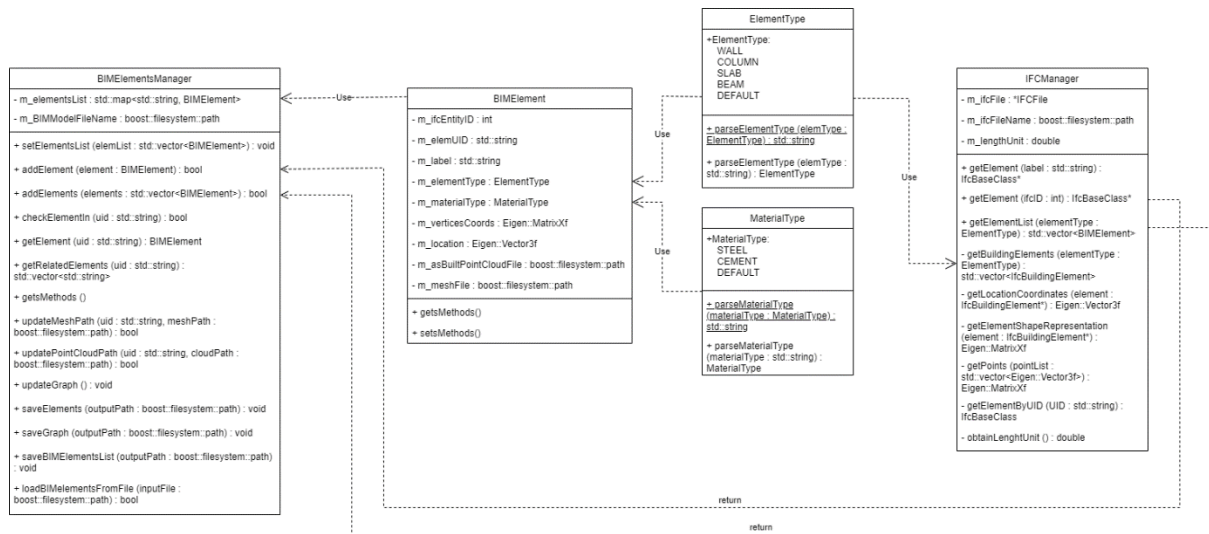 BIMElementsManager
- m_elementsList : std::map<std::string, BIMElement>
- m_BIMModelFileName : boost::filesystem::path
+ setElementsList (elemList : std::vector<BIMElement>) : void
+ addElement (element : BIMElement) : bool
+ addElements (elements : std::vector<BIMElement>) : bool
+ checkElementIn (uid : std::string) : bool
+ getElement (uid : std::string) : BIMElement
+ getRelatedElements (uid : std::string) :
std::vector<std::string>
+ getsMethods ()
+ updateMeshPath (uid : std::string, meshPath :
boost::filesystem::path) : bool
+ updatePointCloudPath (uid : std::string, cloudPath :
boost::filesystem::path) : bool
+ updateGraph () : void
+ saveElements (outputPath : boost::filesystem::path) : void
+ saveGraph (outputPath : boost::filesystem::path) : void
+ saveBIMElementsList (outputPath : boost::filesystem::path)
: void
+ loadBIMelementsFromFile (inputFile :
boost::filesystem::path) : bool
Use
BIMElement
- m_ifcEntityID : int
- m_elemUID : std::string
- m_label : std::string
- m_elementType : ElementType
- m_materialType : MaterialType
- m_verticesCoords : Eigen::MatrixXf
- m_location : Eigen::Vector3f
- m_asBuiltPointCloudFile : boost::filesystem::path
- m_meshFile : boost::filesystem::path
+ getsMethods()
+ setsMethods()
Use
Use
ElementType
+ElementType:
WALL
COLUMN
SLAB
BEAM
DEFAULT
+ parseElementType (elemType :
ElementType) : std::string
+ parseElementType (elemType :
std::string) : ElementType
MaterialType
+MaterialType:
STEEL
CEMENT
DEFAULT
+ parseMaterialType
(materialType : MaterialType) :
std::string
+ parseMaterialType
(materialType : std::string) :
MaterialType
Use
IFCManager
- m_ifcFile : *IFCFile
- m_ifcFileName : boost::filesystem::path
- m_lengthUnit : double
+ getElement (label : std::string) :
IfcBaseClass*
+ getElement (ifcID : int) : IfcBaseClass*
+ getElementList (elementType :
ElementType) : std::vector<BIMElement>
- getBuildingElements (elementType :
ElementType) :
std::vector<IfcBuildingElement>
- getLocationCoordinates (element :
IfcBuildingElement*) : Eigen::Vector3f
- getElementShapeRepresentation
(element : IfcBuildingElement*) :
Eigen::MatrixXf
- getPoints (pointList :
std::vector<Eigen::Vector3f>) :
Eigen::MatrixXf
- getElementByUID (UID : std::string) :
IfcBaseClass
- obtainLenghtUnit () : double
return
return